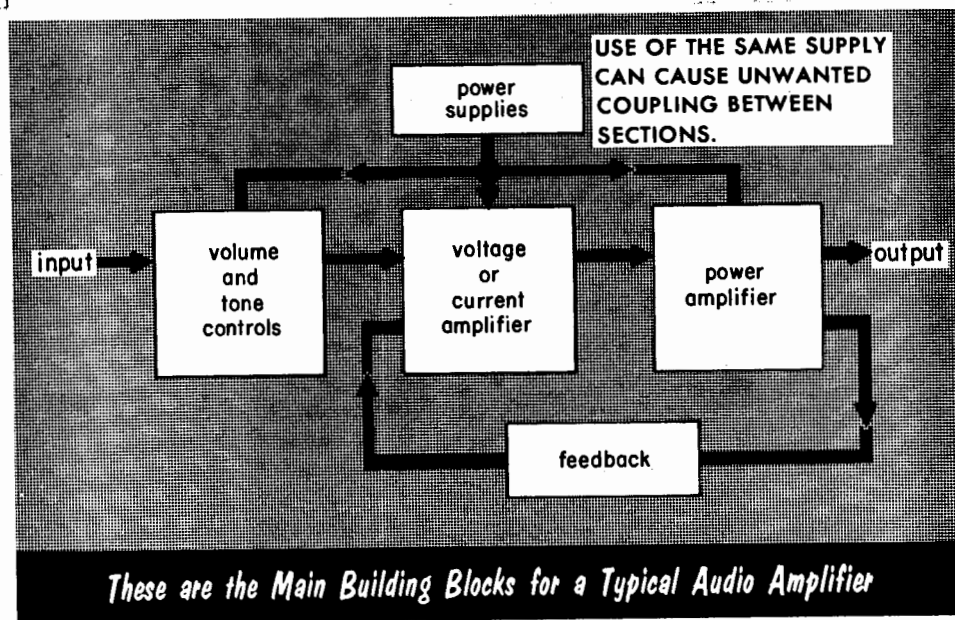 power
supplies
USE OF THE SAME SUPPLY
CAN CAUSE UNWANTED
COUPLING BETWEEN
SECTIONS.
input
volume
and
tone
controls
voltage
or
current
amplifier
power
amplifier
output
feedback
These are the Main Building Blocks for a Typical Audio Amplifier